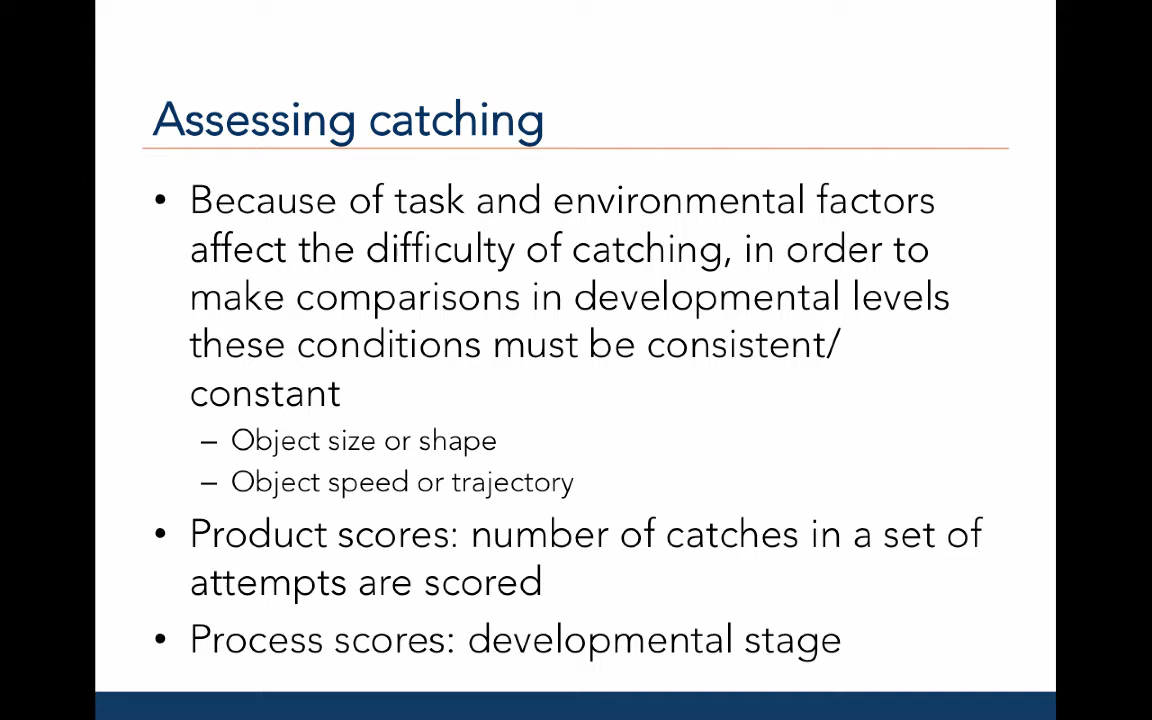 Assessing catching
• Because of task and environmental factors
affect the difficulty of catching, in order to
make comparisons in developmental levels
these conditions must be consistent/
constant
– Object size or shape
– Object speed or trajectory
• Product scores: number of catches in a set of
attempts are scored
• Process scores: developmental stage